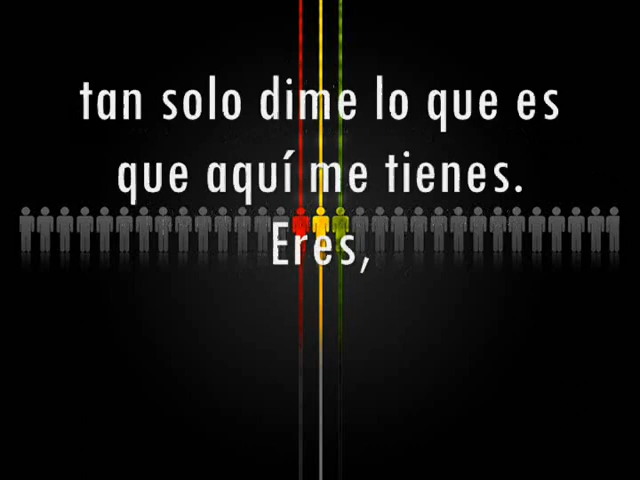 tan solo dime lo que es
que aquí me tienes.
Eres,